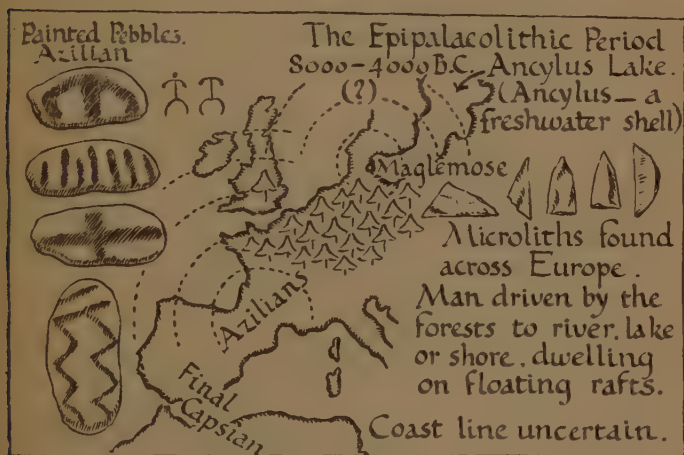 Painted Pebbles.
Azilian
The Epipalaeolithic Period
8000–4000 B.C.
(?)
Ancylus Lake.
(Ancylus — a
freshwater shell)
Maglemose
Microliths found
across Europe.
Man driven by the
forests to river, lake
or shore, dwelling
on floating rafts.
Azilians
Final
Capsian
Coast line uncertain.